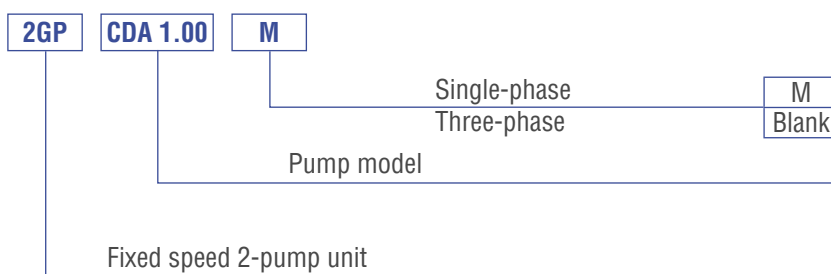 2GP CDA 1.00 M
Single-phase M
Three-phase Blank
Pump model
Fixed speed 2-pump unit